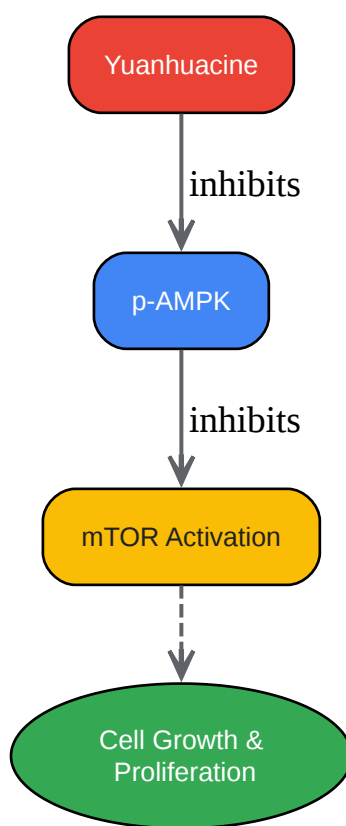 Yuanhuacine
inhibits
p-AMPK
inhibits
mTOR Activation
Cell Growth &
Proliferation